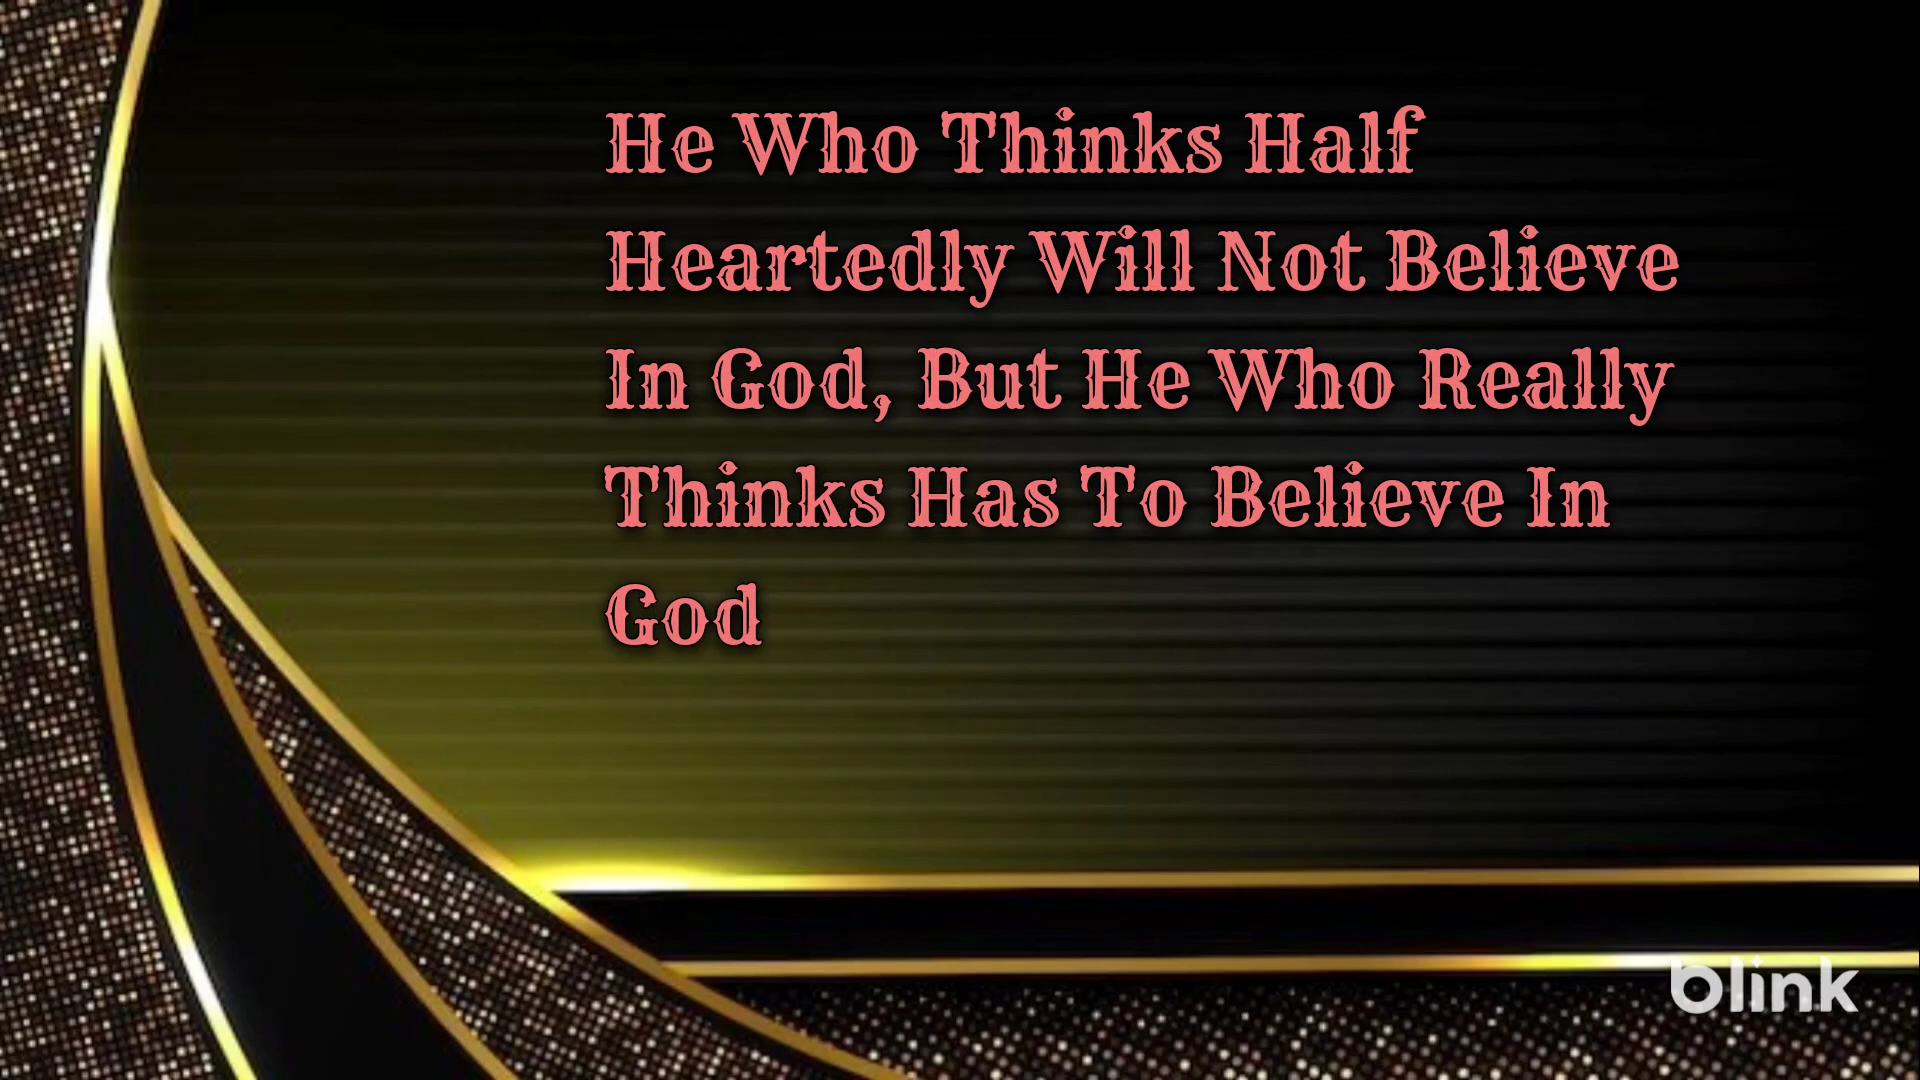 He Who Thinks Half
Heartedly Will Not Believe
In God, But He Who Really
Thinks Has To Believe In
God
blink